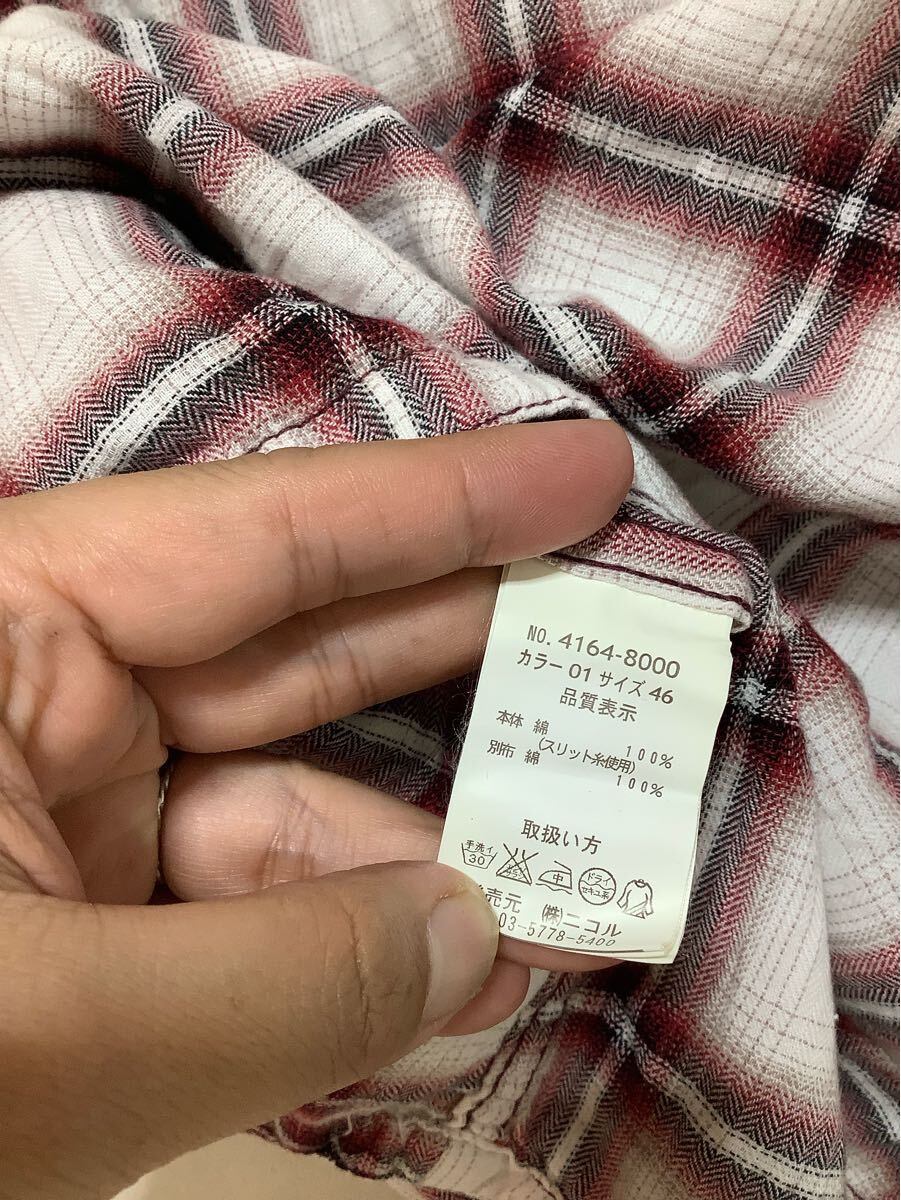 NO. 4164-8000
カラー 01 サイズ 46
品質表示
本体 綿 100%
(スリット糸使用)
別布 綿 100%
取扱い方
手洗イ 30 中 ドライ セキユ系
売元 ㈱ニコル
03-5778-5400